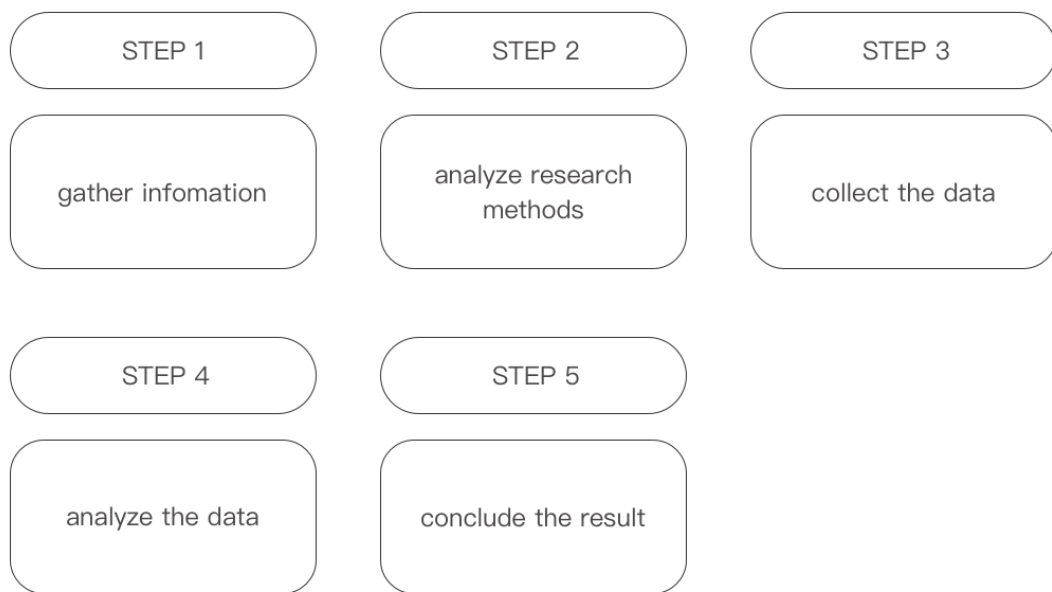 STEP 1
STEP 2
STEP 3
gather infomation
analyze research
methods
collect the data
STEP 4
STEP 5
analyze the data
conclude the result